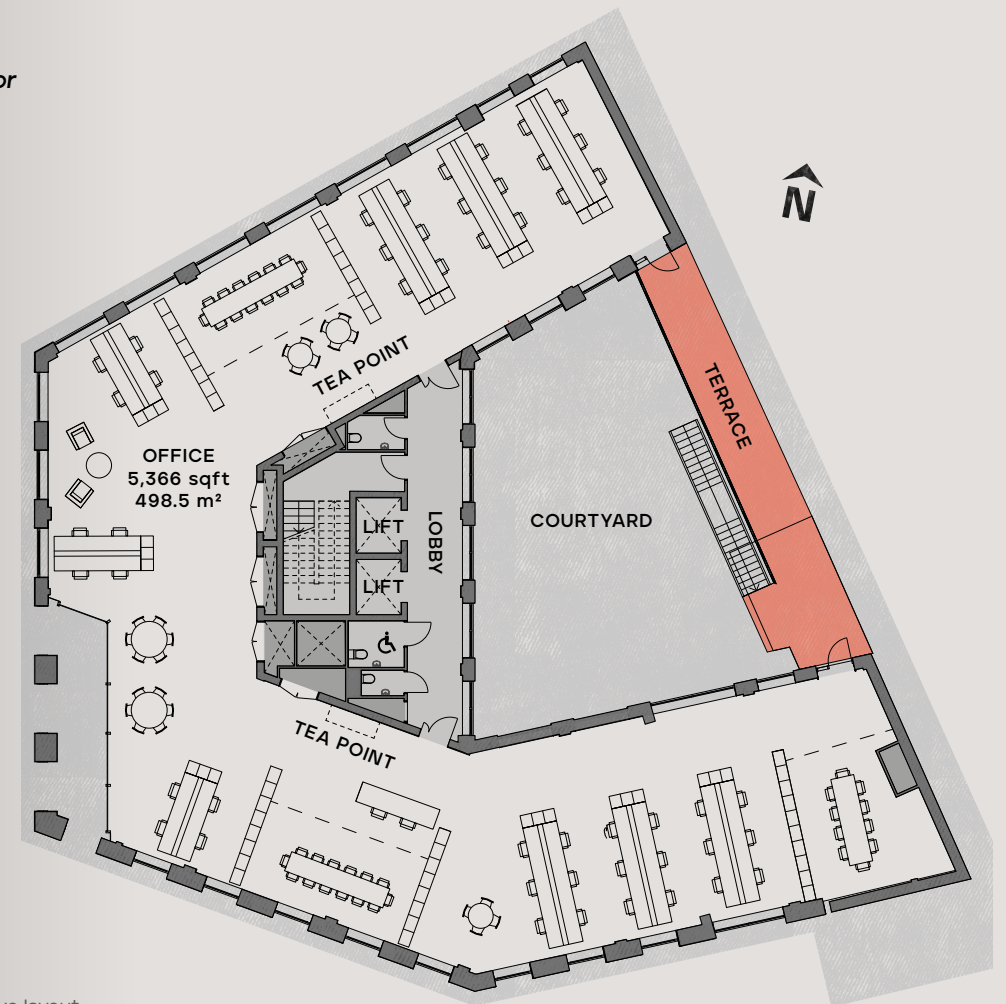 or
N
TEA POINT
OFFICE
5,366 sqft
498.5 m²
TERRACE
LIFT
LOBBY
COURTYARD
LIFT
TEA POINT